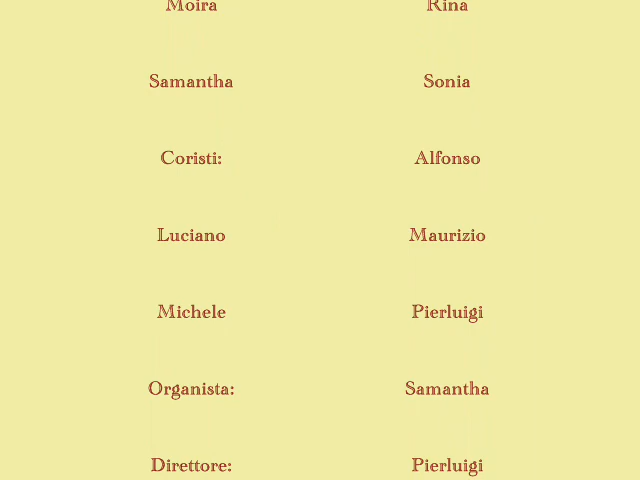 Moira Rina
Samantha Sonia
Coristi: Alfonso
Luciano Maurizio
Michele Pierluigi
Organista: Samantha
Direttore: Pierluigi